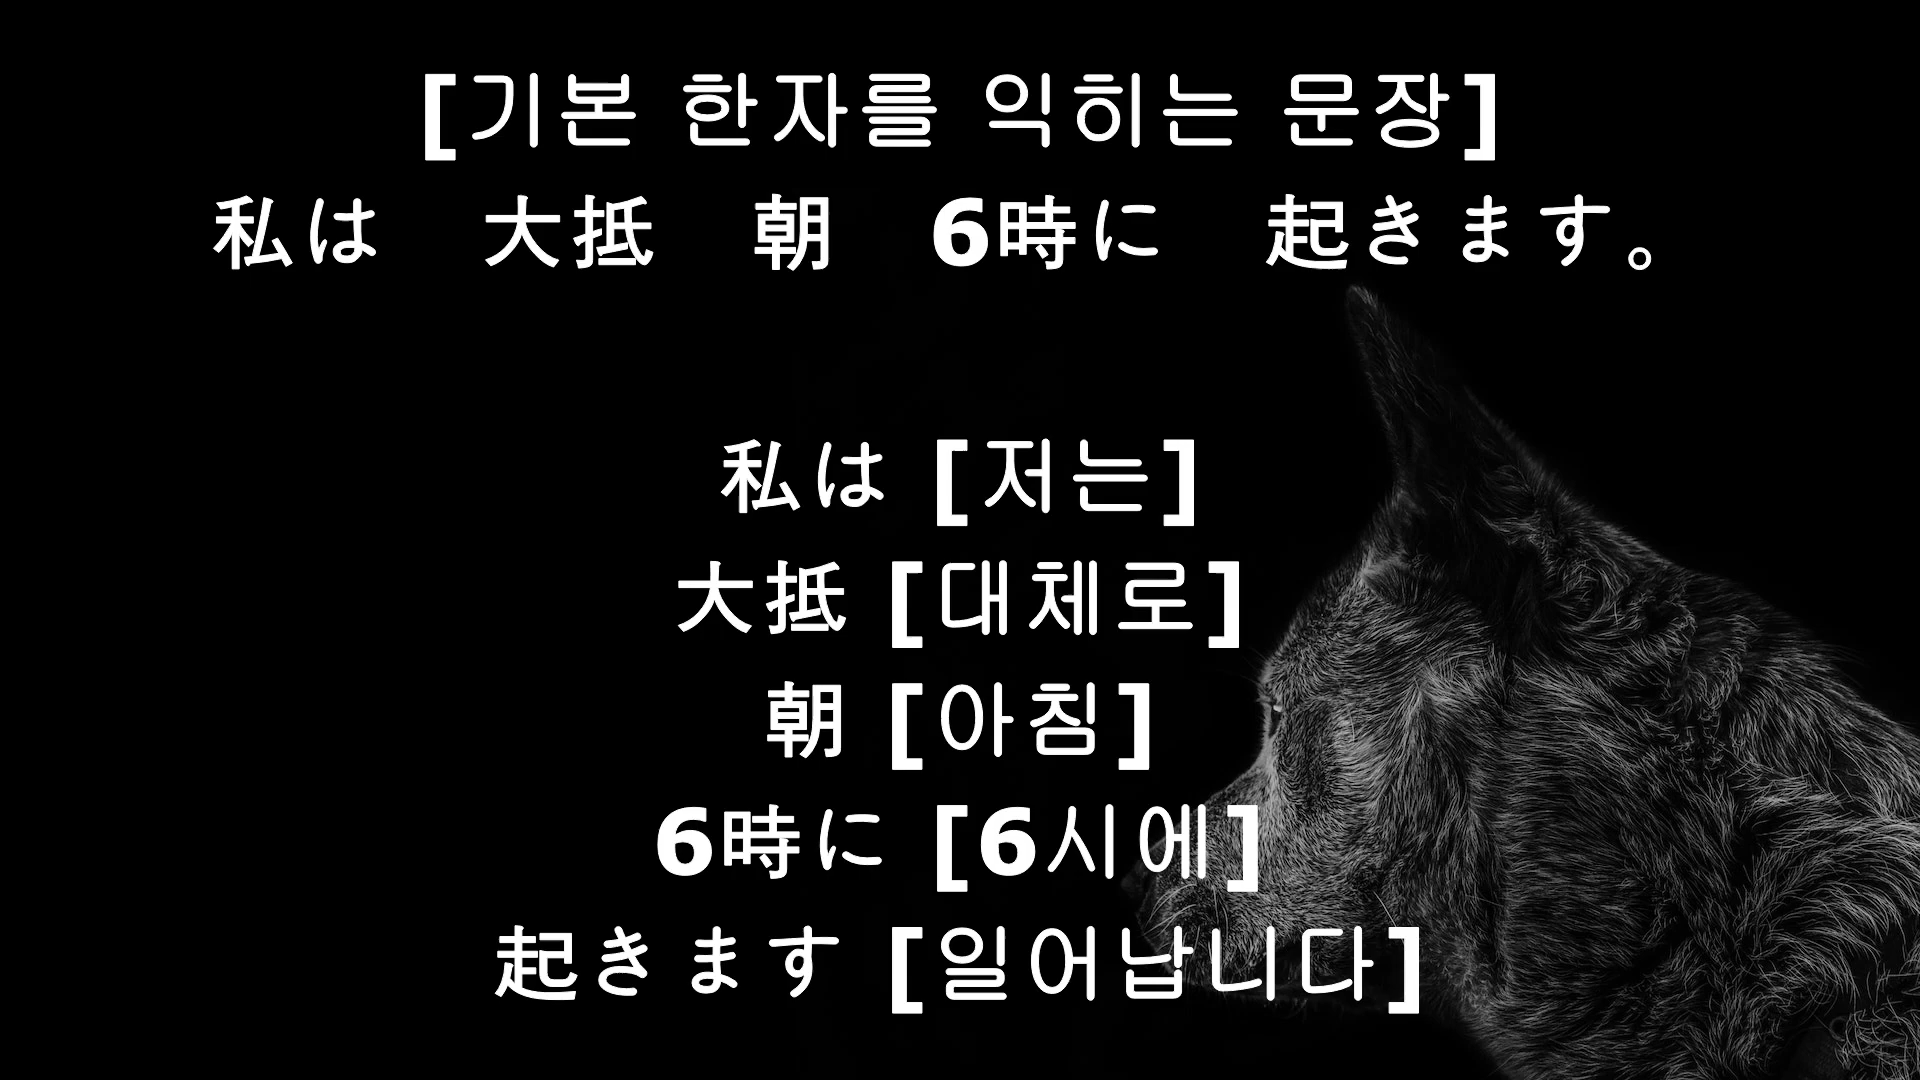 [기본 한자를 익히는 문장]
私は　大抵　朝　6時に　起きます。
私は [저는]
大抵 [대체로]
朝 [아침]
6時に [6시에]
起きます [일어납니다]